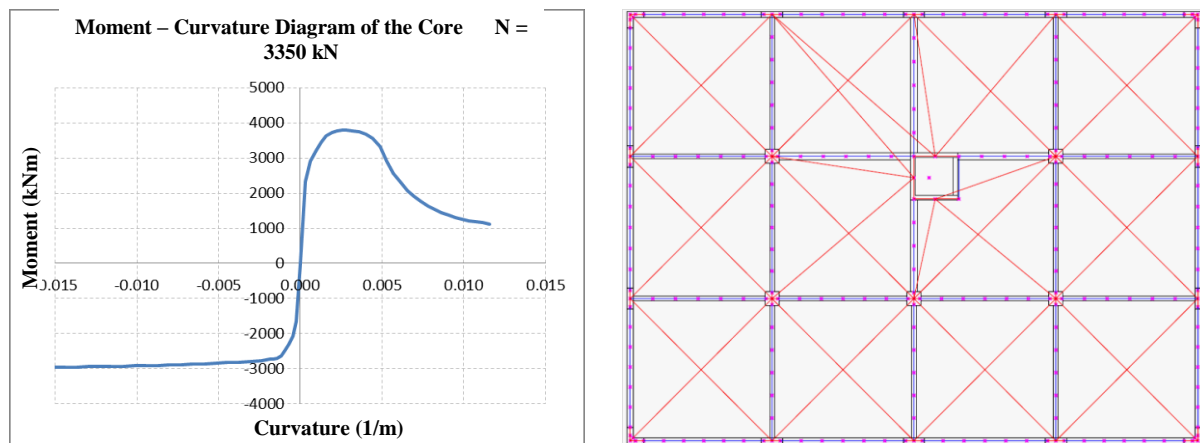 Moment – Curvature Diagram of the Core N =
3350 kN
5000
4000
3000
2000
1000
0
-0.015 -0.010 -0.005 0.000 0.005 0.010 0.015
-1000
-2000
-3000
-4000
Moment (kNm)
Curvature (1/m)